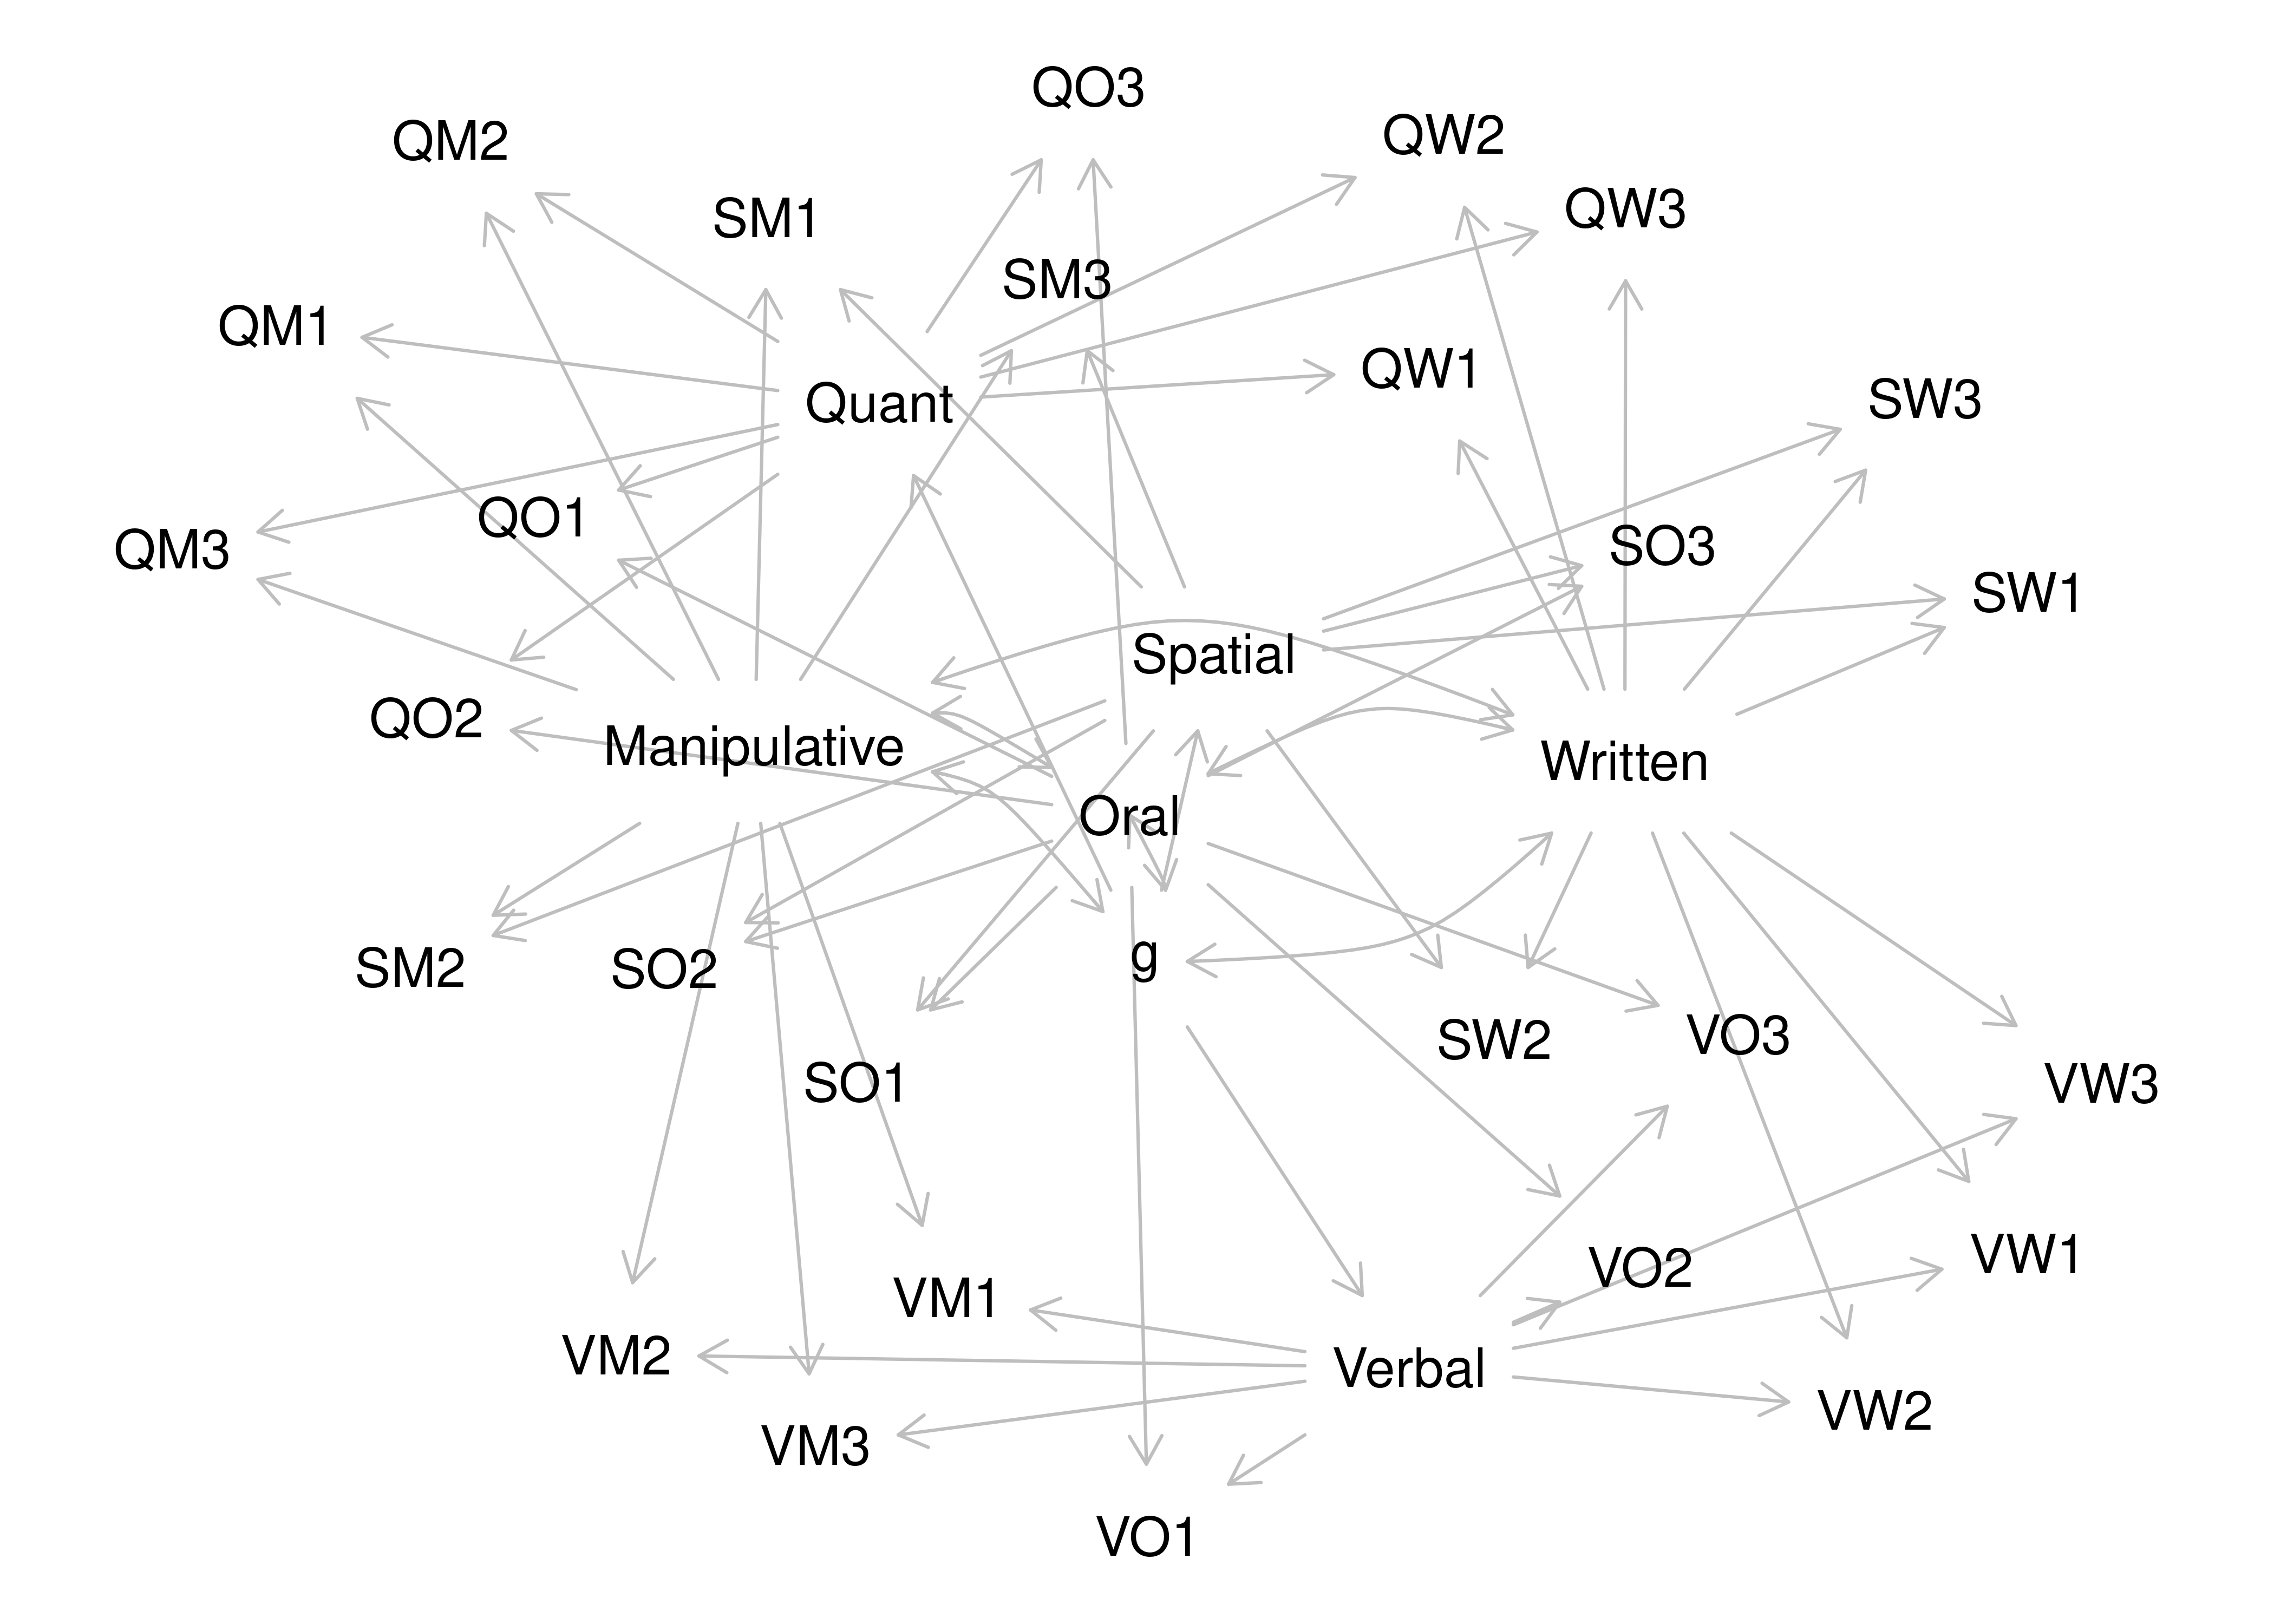 QO3
QW2
QM2
QW3
SM1
SM3
QM1
QW1
SW3
Quant
QO1
SO3
QM3
SW1
Spatial
QO2
Manipulative
Written
Oral
g
SM2
SO2
SW2
VO3
SO1
VW3
VW1
VO2
VM1
VM2
Verbal
VW2
VM3
VO1